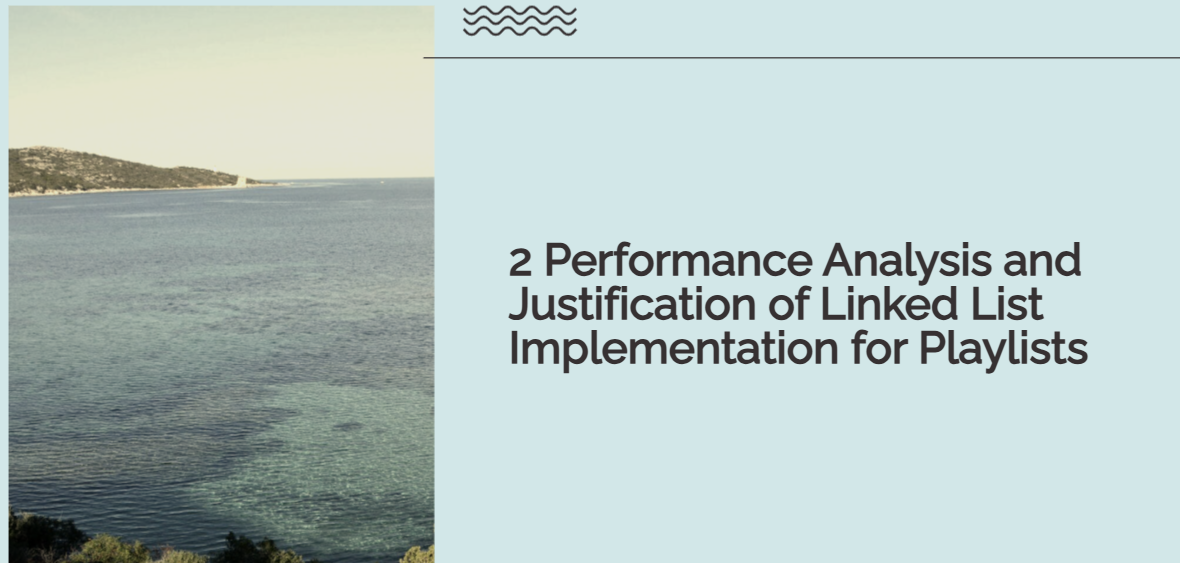 2 Performance Analysis and
Justification of Linked List
Implementation for Playlists